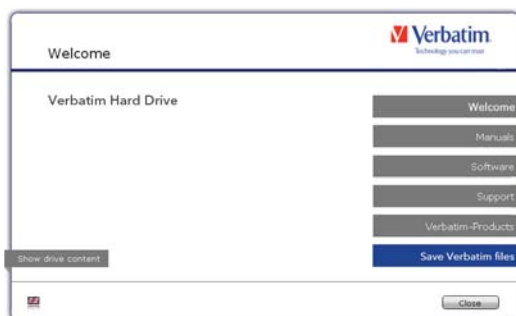 Welcome
Verbatim
Technology you can trust
Verbatim Hard Drive
Welcome
Manuals
Software
Support
Verbatim-Products
Show drive content
Save Verbatim files
Close